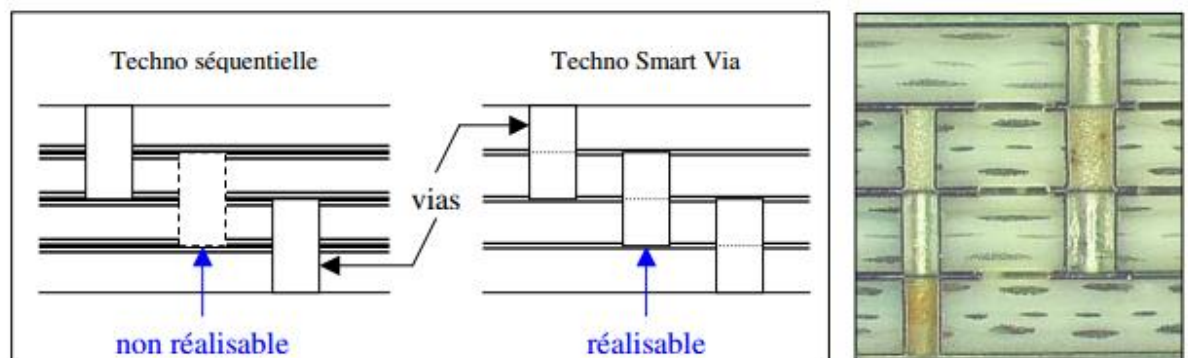 Techno séquentielle
Techno Smart Via
vias
non réalisable
réalisable